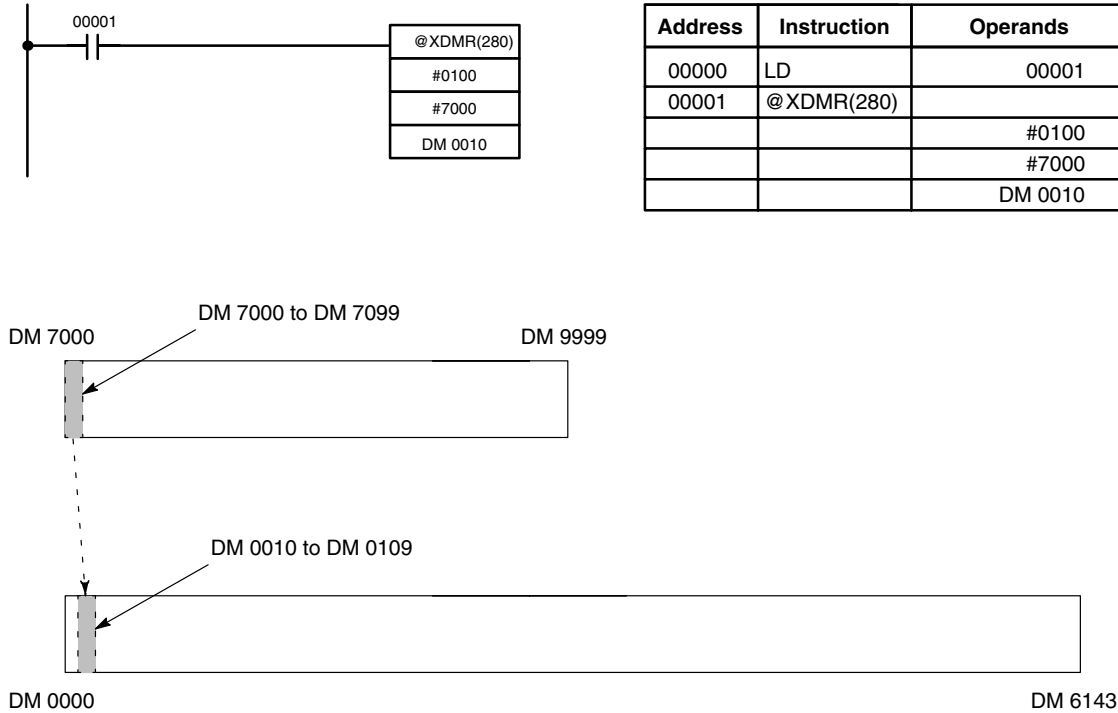 00001
@XDMR(280)
#0100
#7000
DM 0010
Address Instruction Operands
00000 LD 00001
00001 @XDMR(280)
#0100
#7000
DM 0010
DM 7000 to DM 7099
DM 7000 DM 9999
DM 0010 to DM 0109
DM 0000 DM 6143